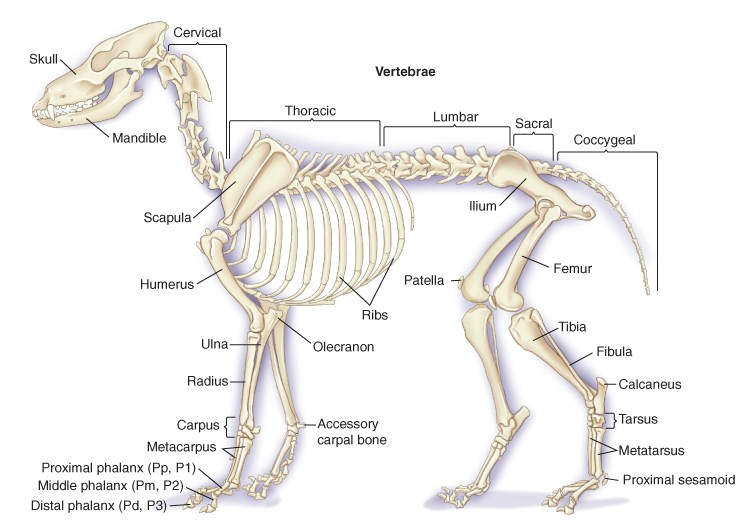 Cervical
Skull
Vertebrae
Thoracic
Lumbar
Sacral
Coccygeal
Mandible
Scapula
Ilium
Humerus
Patella
Femur
Ribs
Ulna
Olecranon
Tibia
Fibula
Radius
Calcaneus
Carpus
Accessory
carpal bone
Tarsus
Metacarpus
Metatarsus
Proximal phalanx (Pp, P1)
Middle phalanx (Pm, P2)
Distal phalanx (Pd, P3)
Proximal sesamoid